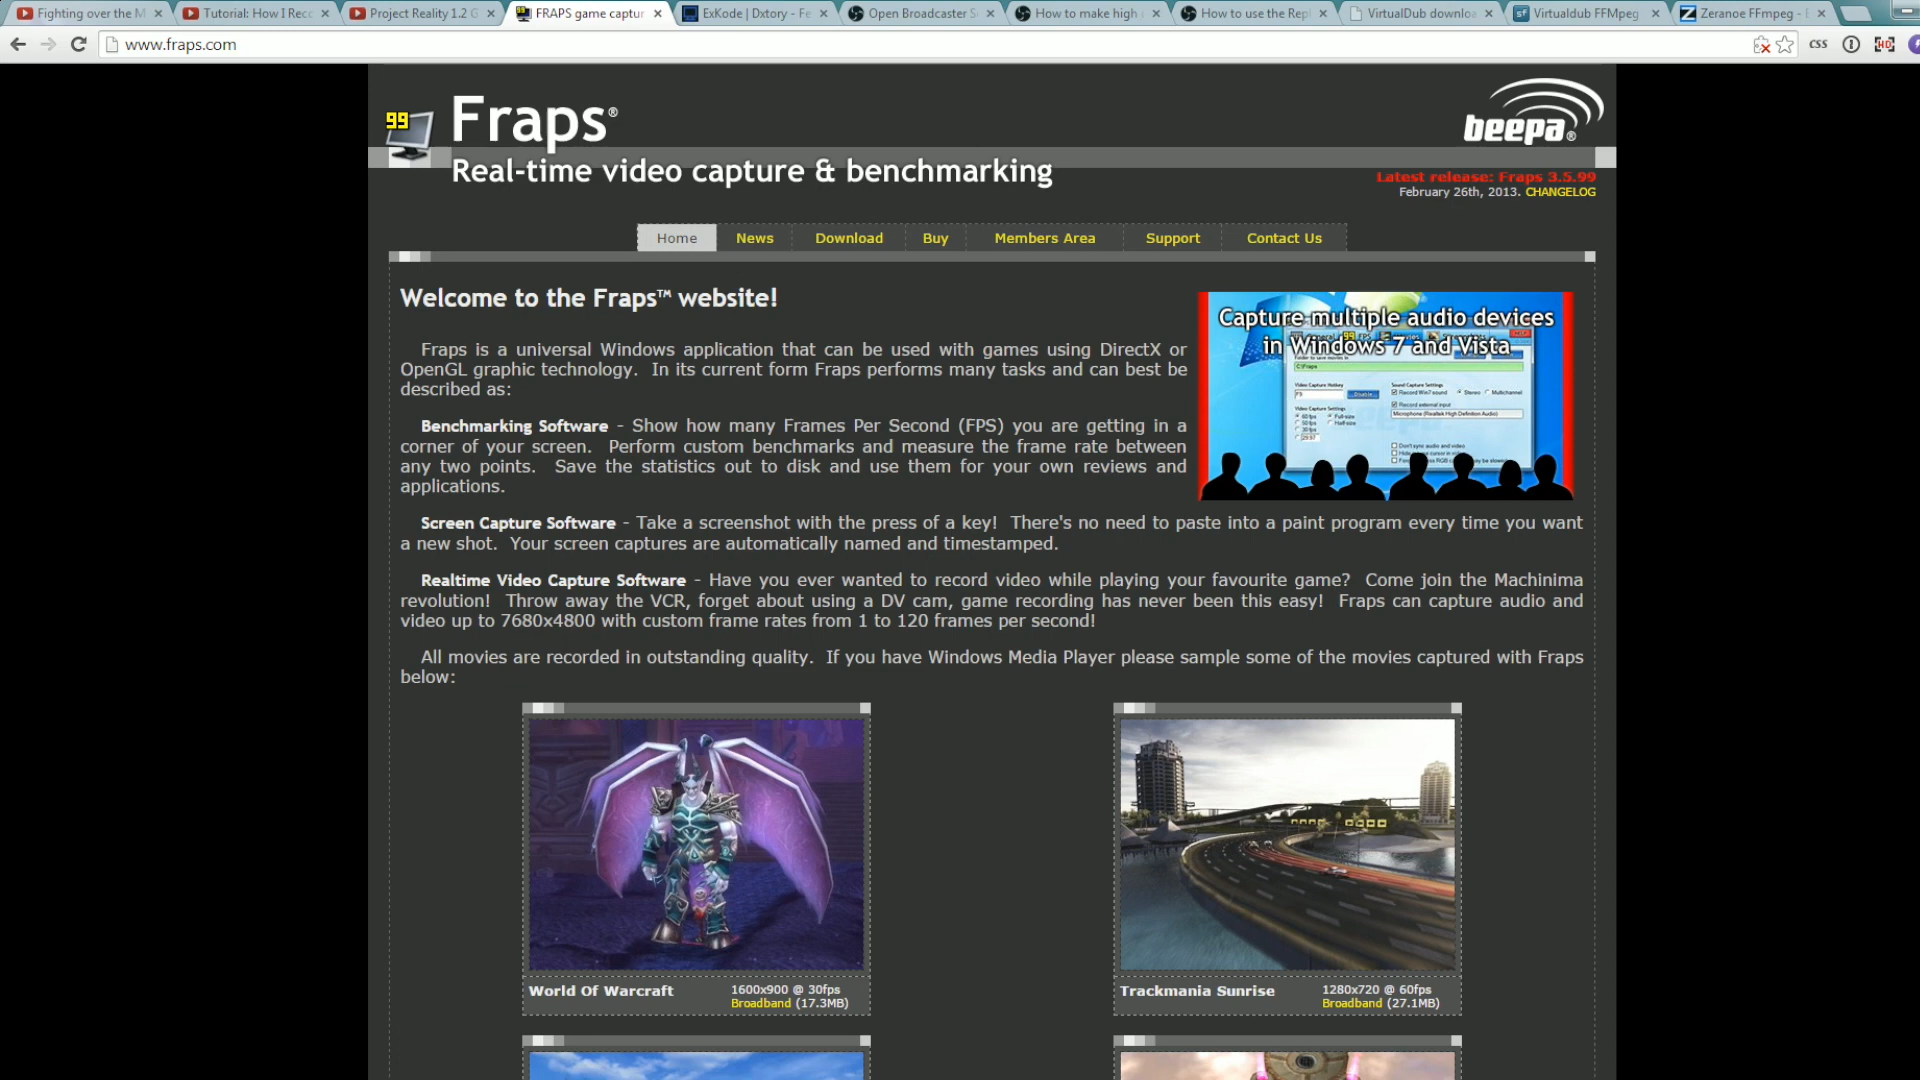 Fighting over the M
Tutorial: How I Reco
Project Reality 1.2 G
FRAPS game captur
ExKode | Dxtory - Fe
Open Broadcaster S
How to make high
How to use the Repl
VirtualDub downloa
Virtualdub FFMpeg
Zeranoe FFmpeg -
www.fraps.com
CSS
HD
99
Fraps®
beepa®
Real-time video capture & benchmarking
Latest release: Fraps 3.5.99
February 26th, 2013. CHANGELOG
Home
News
Download
Buy
Members Area
Support
Contact Us
Welcome to the Fraps™ website!
Capture multiple audio devices
in Windows 7 and Vista
Fraps is a universal Windows application that can be used with games using DirectX or
OpenGL graphic technology. In its current form Fraps performs many tasks and can best be
described as:
Benchmarking Software - Show how many Frames Per Second (FPS) you are getting in a
corner of your screen. Perform custom benchmarks and measure the frame rate between
any two points. Save the statistics out to disk and use them for your own reviews and
applications.
Screen Capture Software - Take a screenshot with the press of a key! There's no need to paste into a paint program every time you want
a new shot. Your screen captures are automatically named and timestamped.
Realtime Video Capture Software - Have you ever wanted to record video while playing your favourite game? Come join the Machinima
revolution! Throw away the VCR, forget about using a DV cam, game recording has never been this easy! Fraps can capture audio and
video up to 7680x4800 with custom frame rates from 1 to 120 frames per second!
All movies are recorded in outstanding quality. If you have Windows Media Player please sample some of the movies captured with Fraps
below:
World Of Warcraft
1600x900 @ 30fps
Broadband (17.3MB)
Trackmania Sunrise
1280x720 @ 60fps
Broadband (27.1MB)